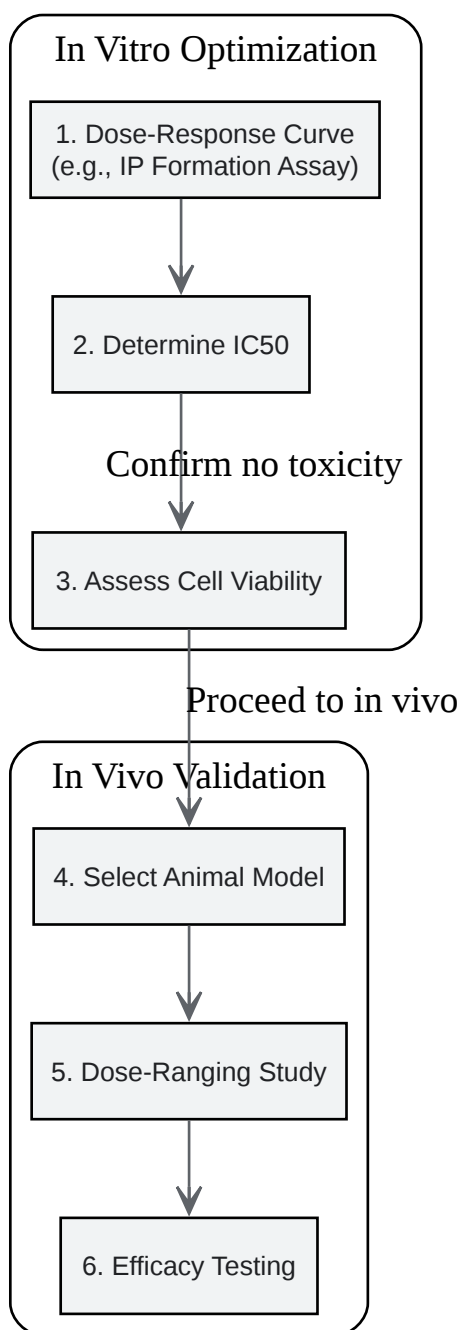 In Vitro Optimization
1. Dose-Response Curve
(e.g., IP Formation Assay)
2. Determine IC50
Confirm no toxicity
3. Assess Cell Viability
Proceed to in vivo
In Vivo Validation
4. Select Animal Model
5. Dose-Ranging Study
6. Efficacy Testing